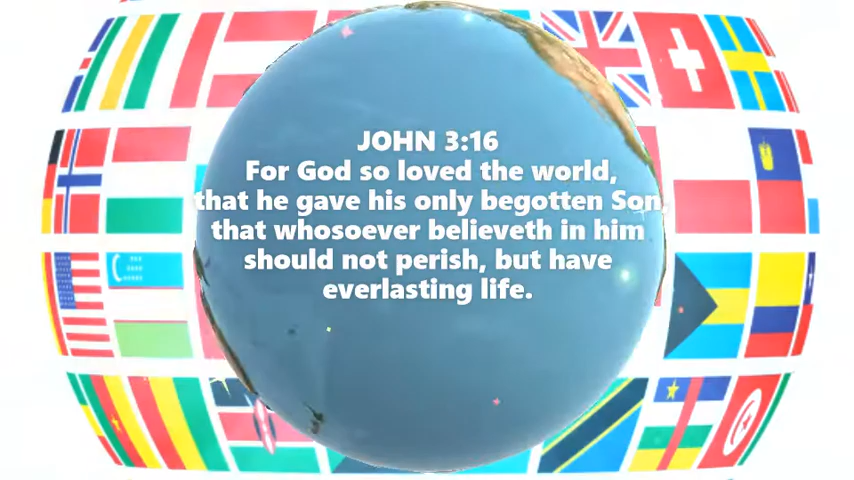 JOHN 3:16
For God so loved the world,
that he gave his only begotten Son,
that whosoever believeth in him
should not perish, but have
everlasting life.